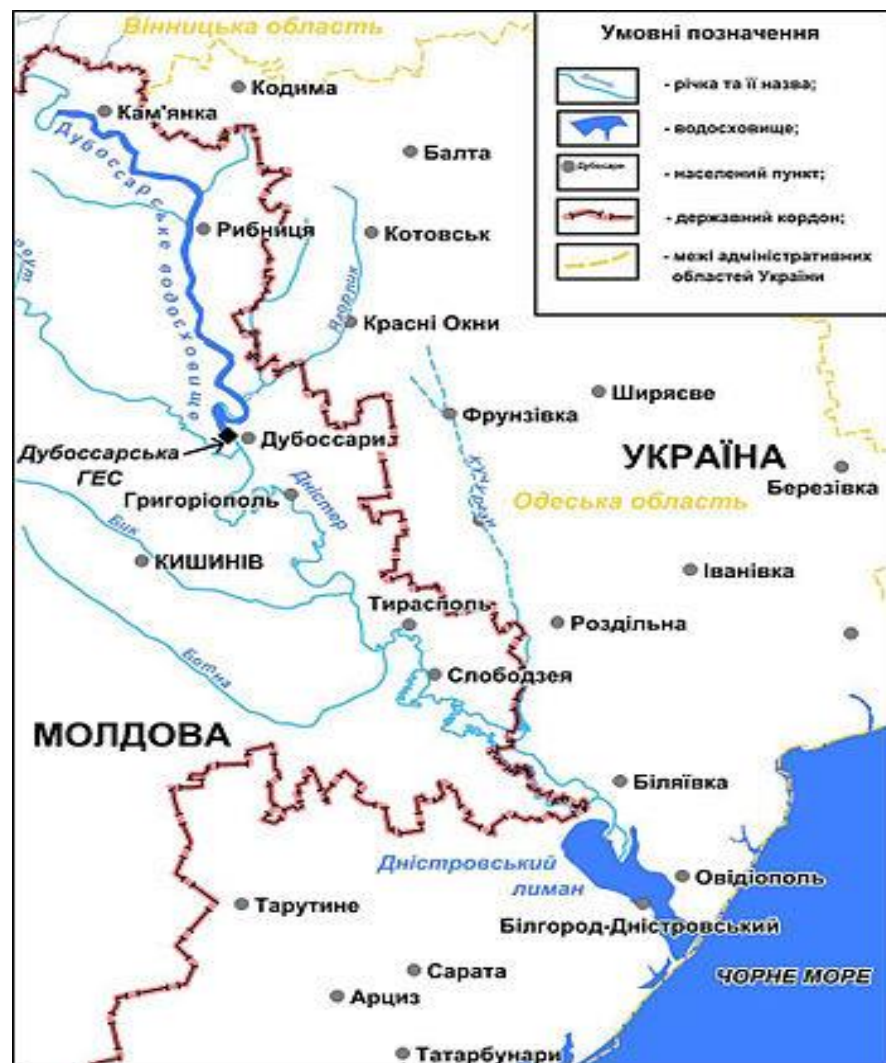 Вінницька область
Умовні позначення
- річка та її назва;
- водосховище;
Дубоссари
- населений пункт;
- державний кордон;
- межі адміністративних
областей України
Кодима
Кам'янка
Балта
Дубоссарське водосховище
Рибниця
Котовськ
Ягорлик
Красні Окни
Ширяєве
Фрунзівка
Дубоссари
УКРАЇНА
Дубоссарська
ГЕС
Березівка
Григоріополь
Дністер
Одеська область
Бик
КИШИНІВ
Іванівка
Тирасполь
Роздільна
Ботна
Слободзея
МОЛДОВА
Біляївка
Дністровський
лиман
Овідіополь
Тарутине
Білгород-Дністровський
Сарата
ЧОРНЕ МОРЕ
Арциз
Татарбунари